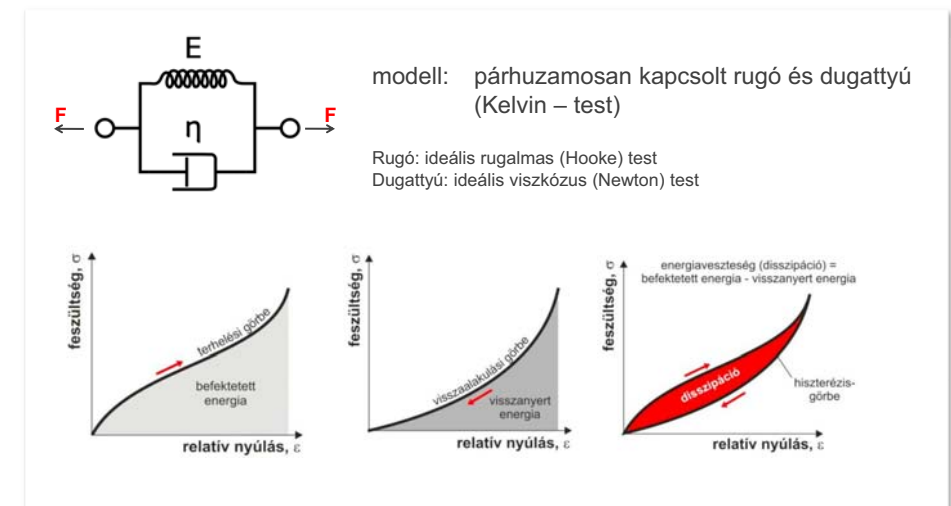 E
F
F
η
modell: párhuzamosan kapcsolt rugó és dugattyú
(Kelvin – test)
Rugó: ideális rugalmas (Hooke) test
Dugattyú: ideális viszkózus (Newton) test
feszültség, σ
terhelési görbe
befektetett
energia
relatív nyúlás, ε
feszültség, σ
visszaalakulási görbe
visszanyert
energia
relatív nyúlás, ε
feszültség, σ
energiaveszteség (disszipáció) =
befektetett energia - visszanyert energia
disszipáció
hiszterézis-
görbe
relatív nyúlás, ε